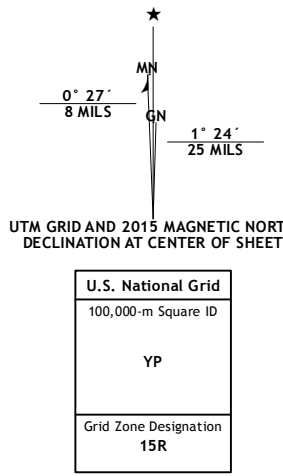 MN
0° 27´
8 MILS
GN
1° 24´
25 MILS
UTM GRID AND 2015 MAGNETIC NORT
DECLINATION AT CENTER OF SHEET
U.S. National Grid
100,000-m Square ID
YP
Grid Zone Designation
15R